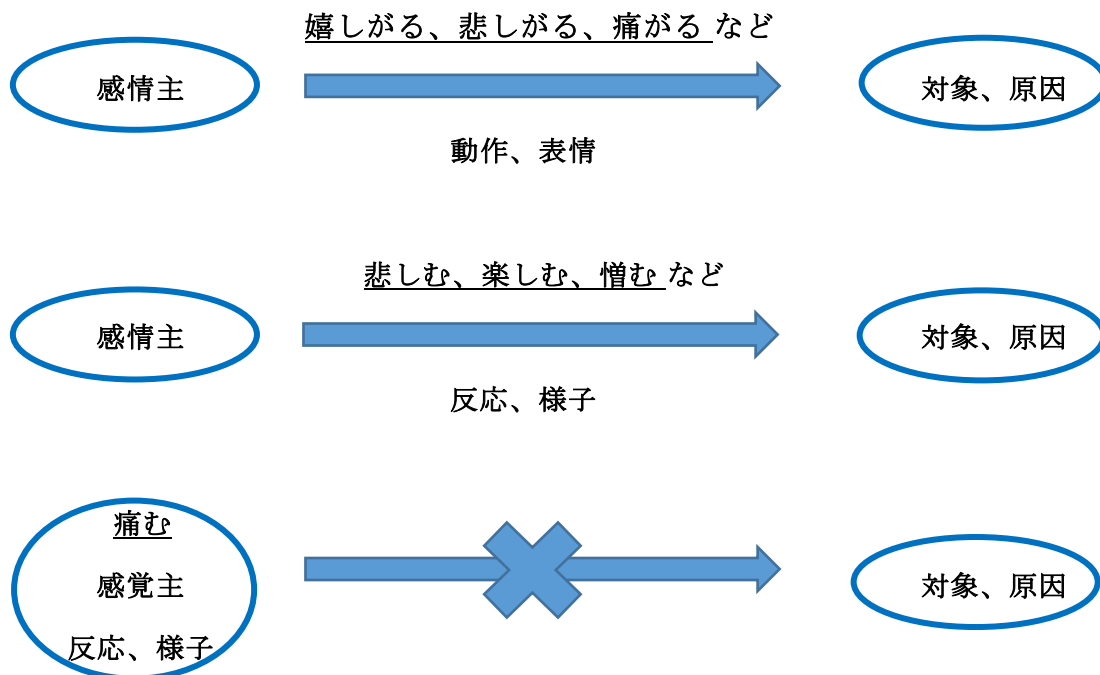 嬉しがる、悲しがる、痛がる など
感情主
対象、原因
動作、表情
悲しむ、楽しむ、憎む など
感情主
対象、原因
反応、様子
痛む
感覚主
反応、様子
対象、原因